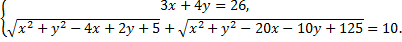 3x + 4y = 26,
√(x² + y² − 4x + 2y + 5) + √(x² + y² − 20x − 10y + 125) = 10.